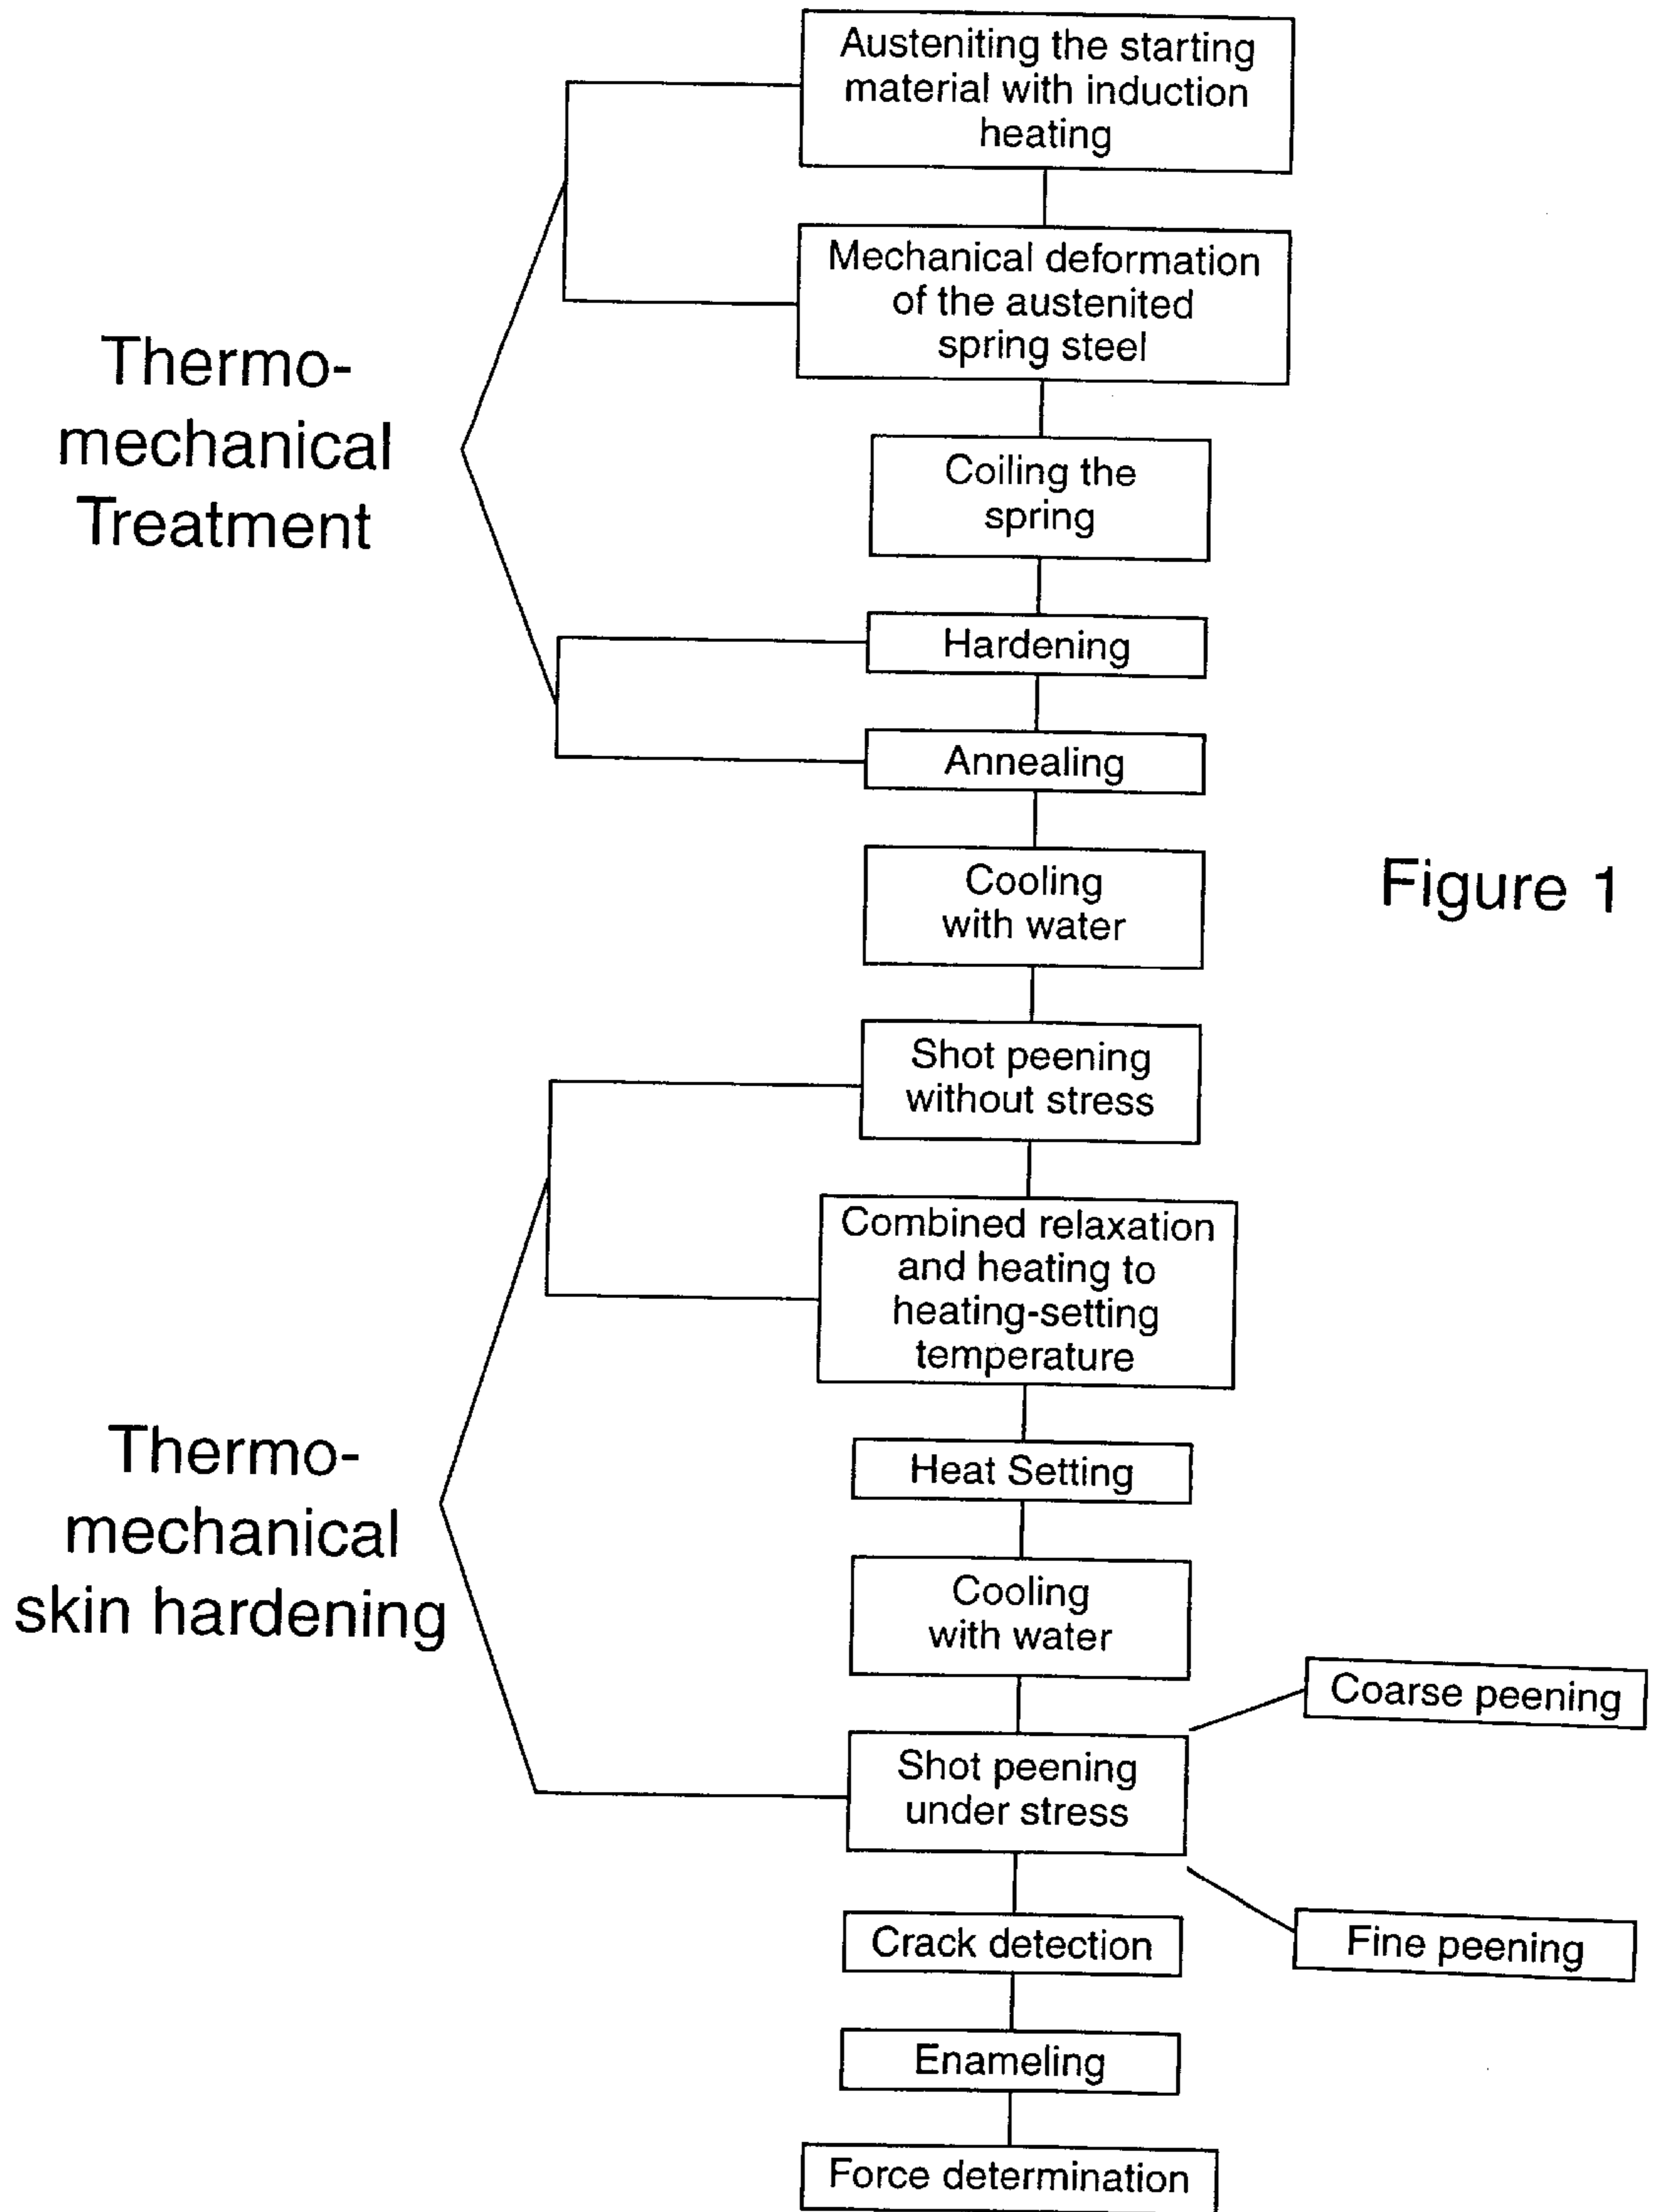 Austeniting the starting
material with induction
heating
Mechanical deformation
of the austenited
spring steel
Thermo-
mechanical
Treatment
Coiling the
spring
Hardening
Annealing
Cooling
with water
Figure 1
Shot peening
without stress
Combined relaxation
and heating to
heating-setting
temperature
Thermo-
mechanical
skin hardening
Heat Setting
Cooling
with water
Coarse peening
Shot peening
under stress
Fine peening
Crack detection
Enameling
Force determination